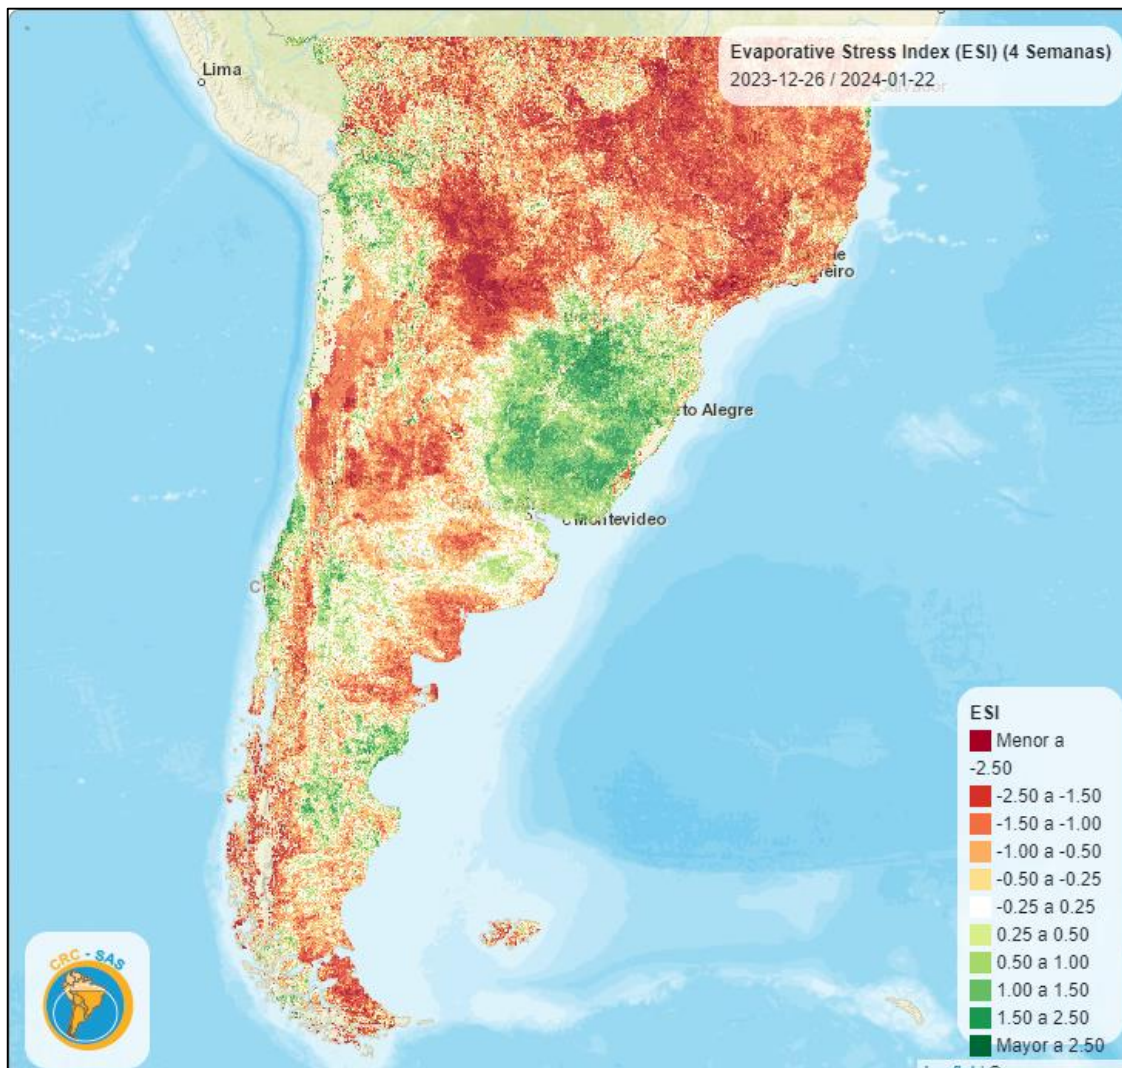 Evaporative Stress Index (ESI) (4 Semanas)
2023-12-26 / 2024-01-22
Lima
Montevideo
ESI
Menor a
-2.50
-2.50 a -1.50
-1.50 a -1.00
-1.00 a -0.50
-0.50 a -0.25
-0.25 a 0.25
0.25 a 0.50
0.50 a 1.00
1.00 a 1.50
1.50 a 2.50
Mayor a 2.50
CRC - SAS
rto Alegre